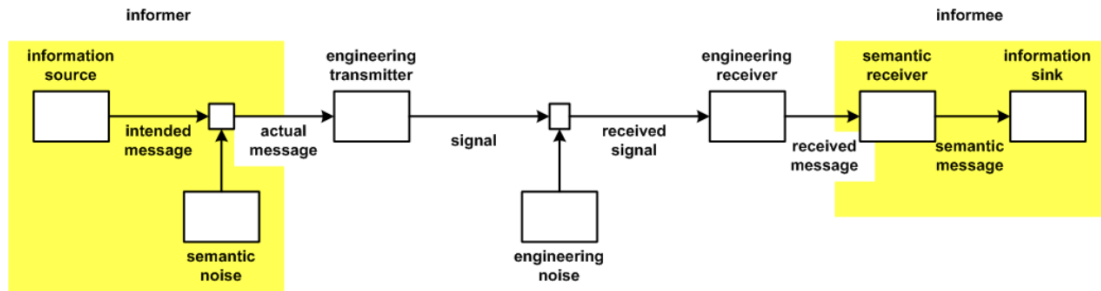 informer
informee
information
source
engineering
transmitter
engineering
receiver
semantic
receiver
information
sink
intended
message
actual
message
signal
received
signal
received
message
semantic
message
semantic
noise
engineering
noise